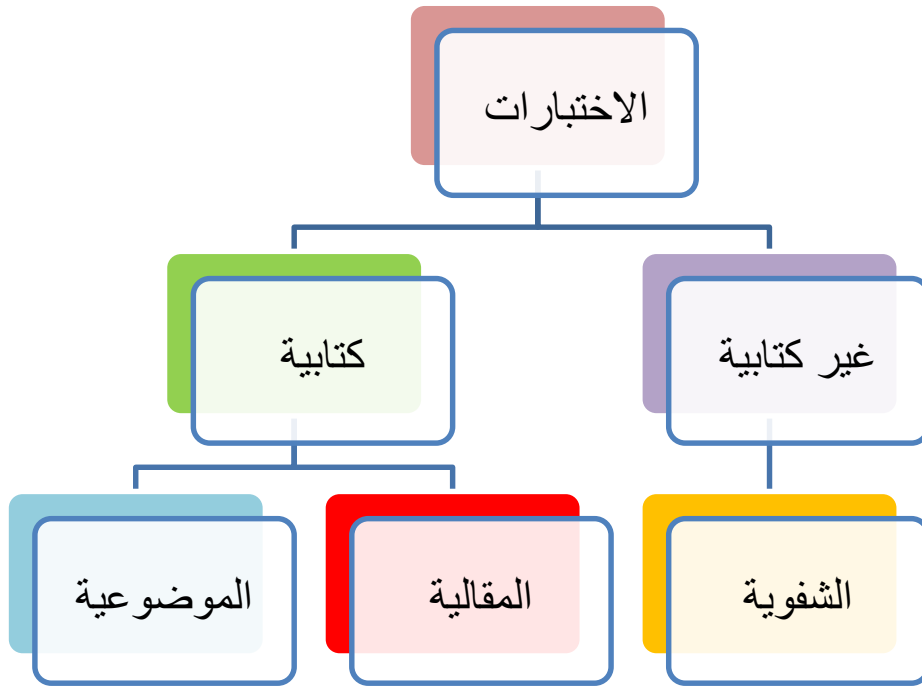 الاختبارات
غير كتابية
كتابية
الشفوية
المقالية
الموضوعية